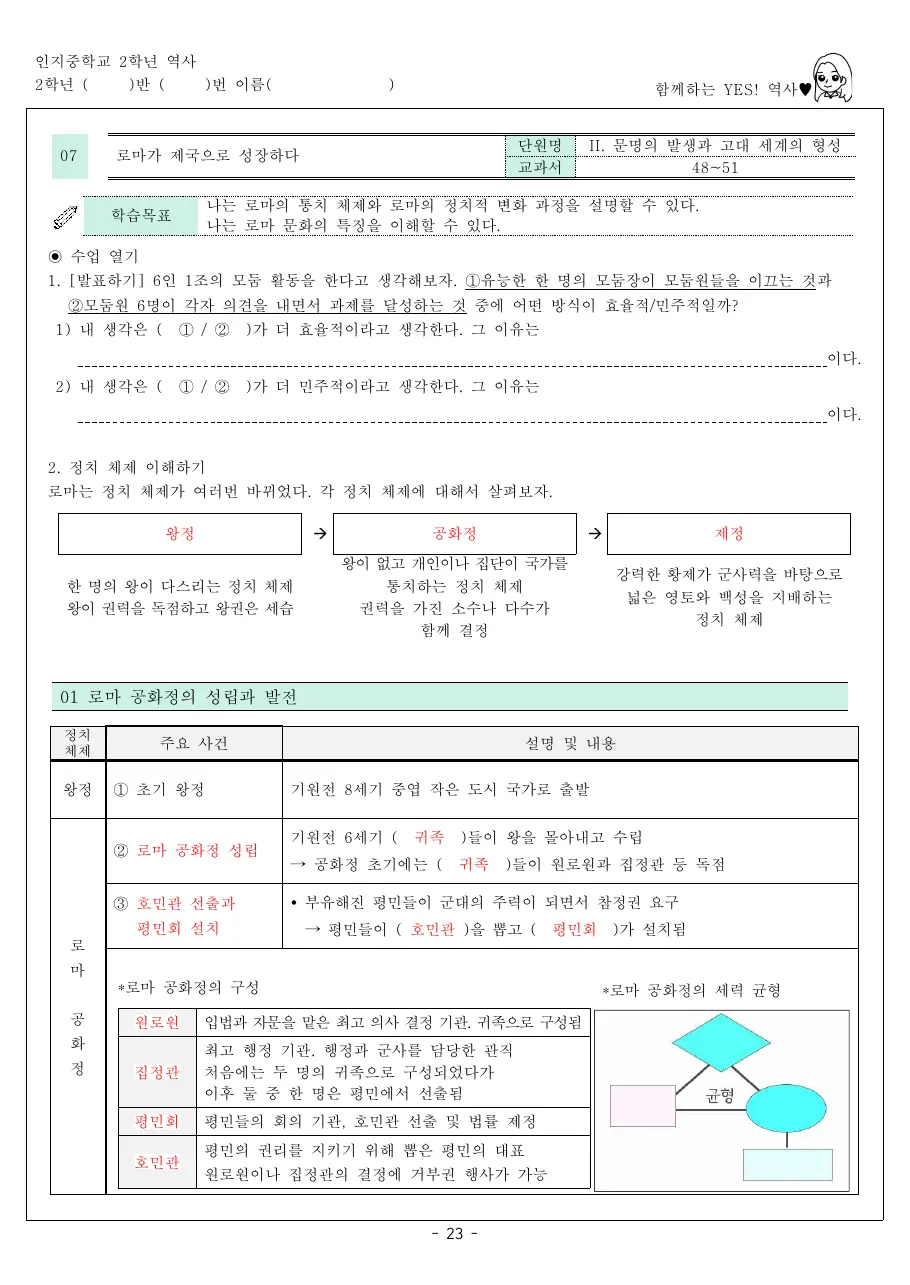 인지중학교 2학년 역사
2학년 (     )반 (     )번 이름(               )
함께하는 YES! 역사♥
07
로마가 제국으로 성장하다
단원명
II. 문명의 발생과 고대 세계의 형성
교과서
48~51
학습목표
나는 로마의 통치 체제와 로마의 정치적 변화 과정을 설명할 수 있다.
나는 로마 문화의 특징을 이해할 수 있다.
◉ 수업 열기
1. [발표하기] 6인 1조의 모둠 활동을 한다고 생각해보자. ①유능한 한 명의 모둠장이 모둠원들을 이끄는 것과
②모둠원 6명이 각자 의견을 내면서 과제를 달성하는 것 중에 어떤 방식이 효율적/민주적일까?
1) 내 생각은 (  ① / ②  )가 더 효율적이라고 생각한다. 그 이유는
이다.
2) 내 생각은 (  ① / ②  )가 더 민주적이라고 생각한다. 그 이유는
이다.
2. 정치 체제 이해하기
로마는 정치 체제가 여러번 바뀌었다. 각 정치 체제에 대해서 살펴보자.
왕정 → 공화정 → 제정
한 명의 왕이 다스리는 정치 체제
왕이 권력을 독점하고 왕권은 세습
왕이 없고 개인이나 집단이 국가를
통치하는 정치 체제
권력을 가진 소수나 다수가
함께 결정
강력한 황제가 군사력을 바탕으로
넓은 영토와 백성을 지배하는
정치 체제
01 로마 공화정의 성립과 발전
정치
체제
주요 사건
설명 및 내용
왕정
① 초기 왕정
기원전 8세기 중엽 작은 도시 국가로 출발
로
마
공
화
정
② 로마 공화정 성립
기원전 6세기 (  귀족  )들이 왕을 몰아내고 수립
→ 공화정 초기에는 (  귀족  )들이 원로원과 집정관 등 독점
③ 호민관 선출과
평민회 설치
• 부유해진 평민들이 군대의 주력이 되면서 참정권 요구
→ 평민들이 ( 호민관 )을 뽑고 (  평민회  )가 설치됨
*로마 공화정의 구성
원로원
입법과 자문을 맡은 최고 의사 결정 기관. 귀족으로 구성됨
집정관
최고 행정 기관. 행정과 군사를 담당한 관직
처음에는 두 명의 귀족으로 구성되었다가
이후 둘 중 한 명은 평민에서 선출됨
평민회
평민들의 회의 기관, 호민관 선출 및 법률 제정
호민관
평민의 권리를 지키기 위해 뽑은 평민의 대표
원로원이나 집정관의 결정에 거부권 행사가 가능
*로마 공화정의 세력 균형
균형
- 23 -